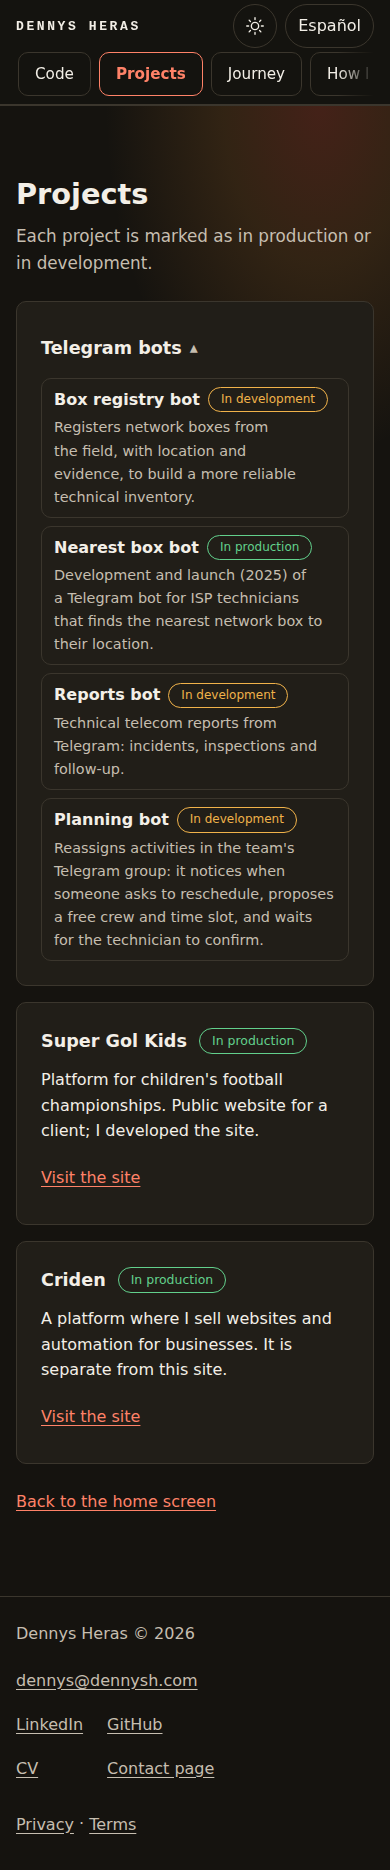 DENNYS HERAS
Español
Code
Projects
Journey
How
Projects
Each project is marked as in production or
in development.
Telegram bots ▲
Box registry bot In development
Registers network boxes from
the field, with location and
evidence, to build a more reliable
technical inventory.
Nearest box bot In production
Development and launch (2025) of
a Telegram bot for ISP technicians
that finds the nearest network box to
their location.
Reports bot In development
Technical telecom reports from
Telegram: incidents, inspections and
follow-up.
Planning bot In development
Reassigns activities in the team's
Telegram group: it notices when
someone asks to reschedule, proposes
a free crew and time slot, and waits
for the technician to confirm.
Super Gol Kids In production
Platform for children's football
championships. Public website for a
client; I developed the site.
Visit the site
Criden In production
A platform where I sell websites and
automation for businesses. It is
separate from this site.
Visit the site
Back to the home screen
Dennys Heras © 2026
dennys@dennysh.com
LinkedIn GitHub
CV Contact page
Privacy · Terms